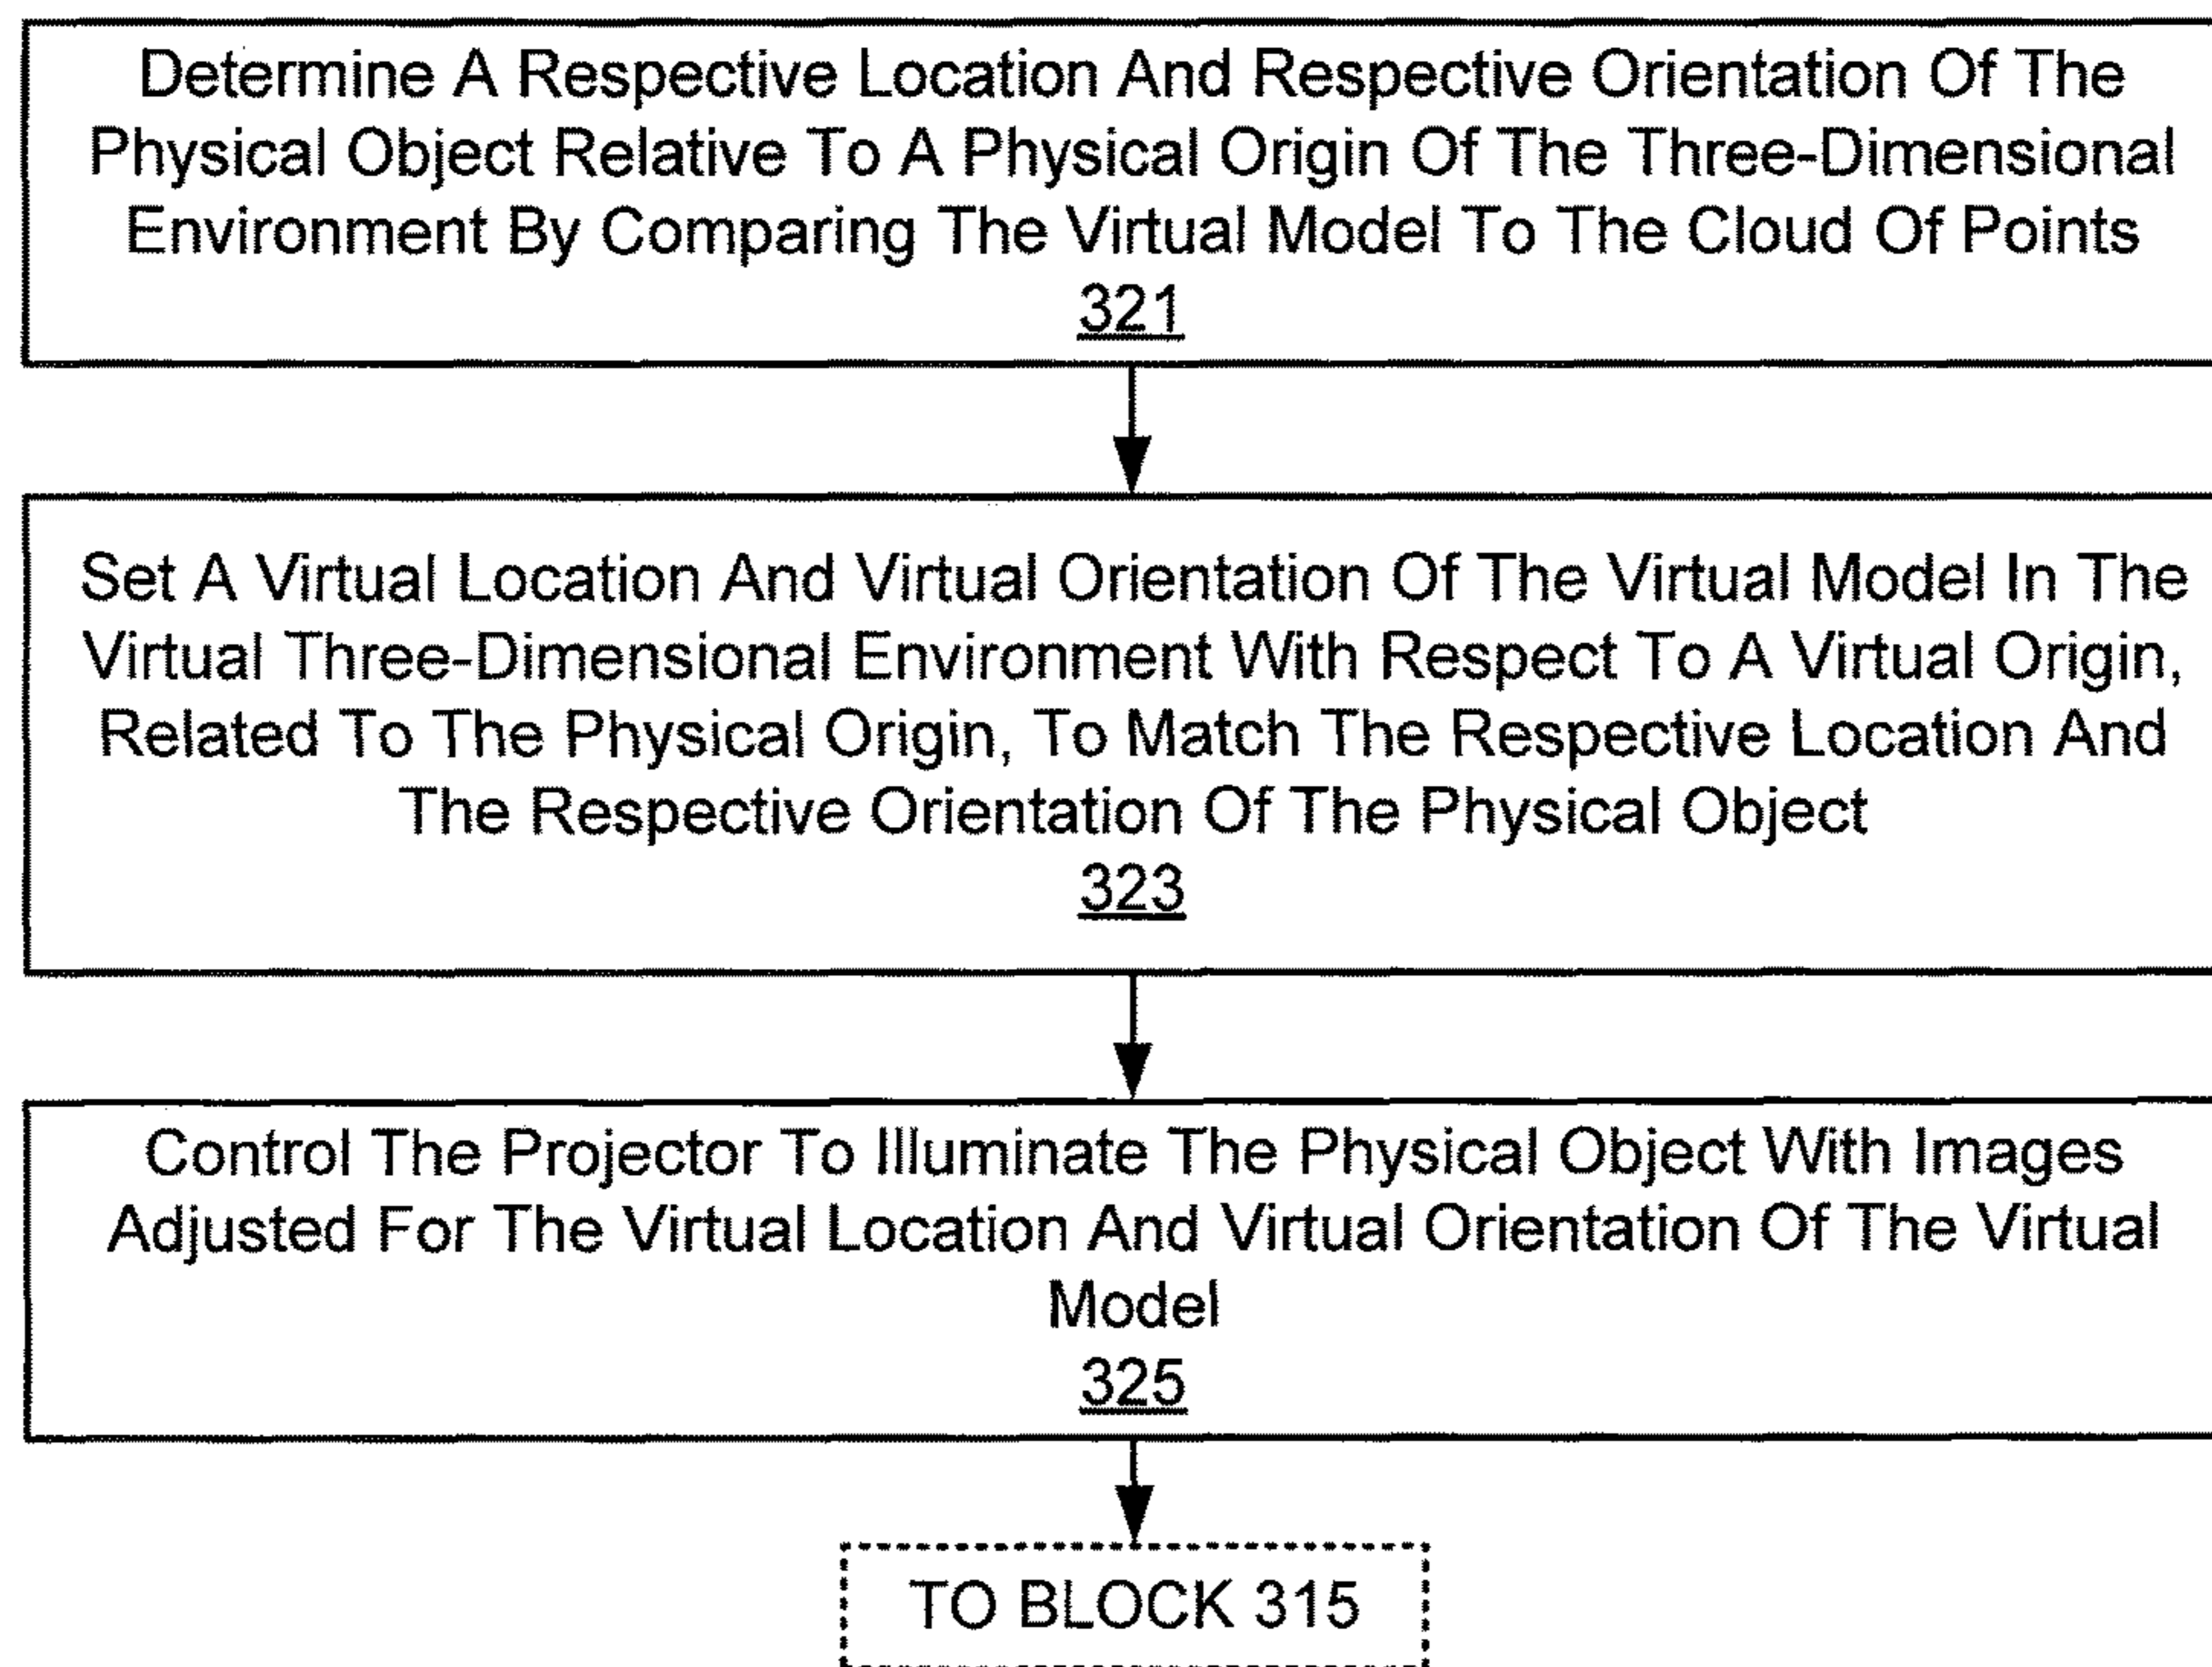 Determine A Respective Location And Respective Orientation Of The
Physical Object Relative To A Physical Origin Of The Three-Dimensional
Environment By Comparing The Virtual Model To The Cloud Of Points
321
Set A Virtual Location And Virtual Orientation Of The Virtual Model In The
Virtual Three-Dimensional Environment With Respect To A Virtual Origin,
Related To The Physical Origin, To Match The Respective Location And
The Respective Orientation Of The Physical Object
323
Control The Projector To Illuminate The Physical Object With Images
Adjusted For The Virtual Location And Virtual Orientation Of The Virtual
Model
325
TO BLOCK 315